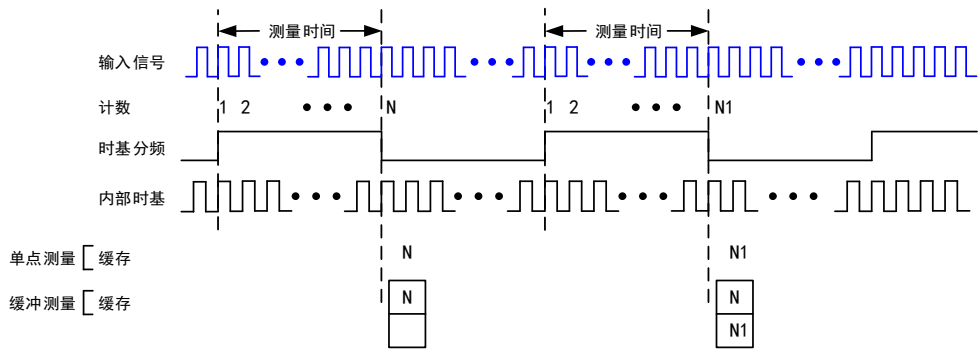 测量时间 测量时间
输入信号
计数 1 2 N 1 2 N1
时基分频
内部时基
单点测量 缓存 N N1
缓冲测量 缓存 N N
N1